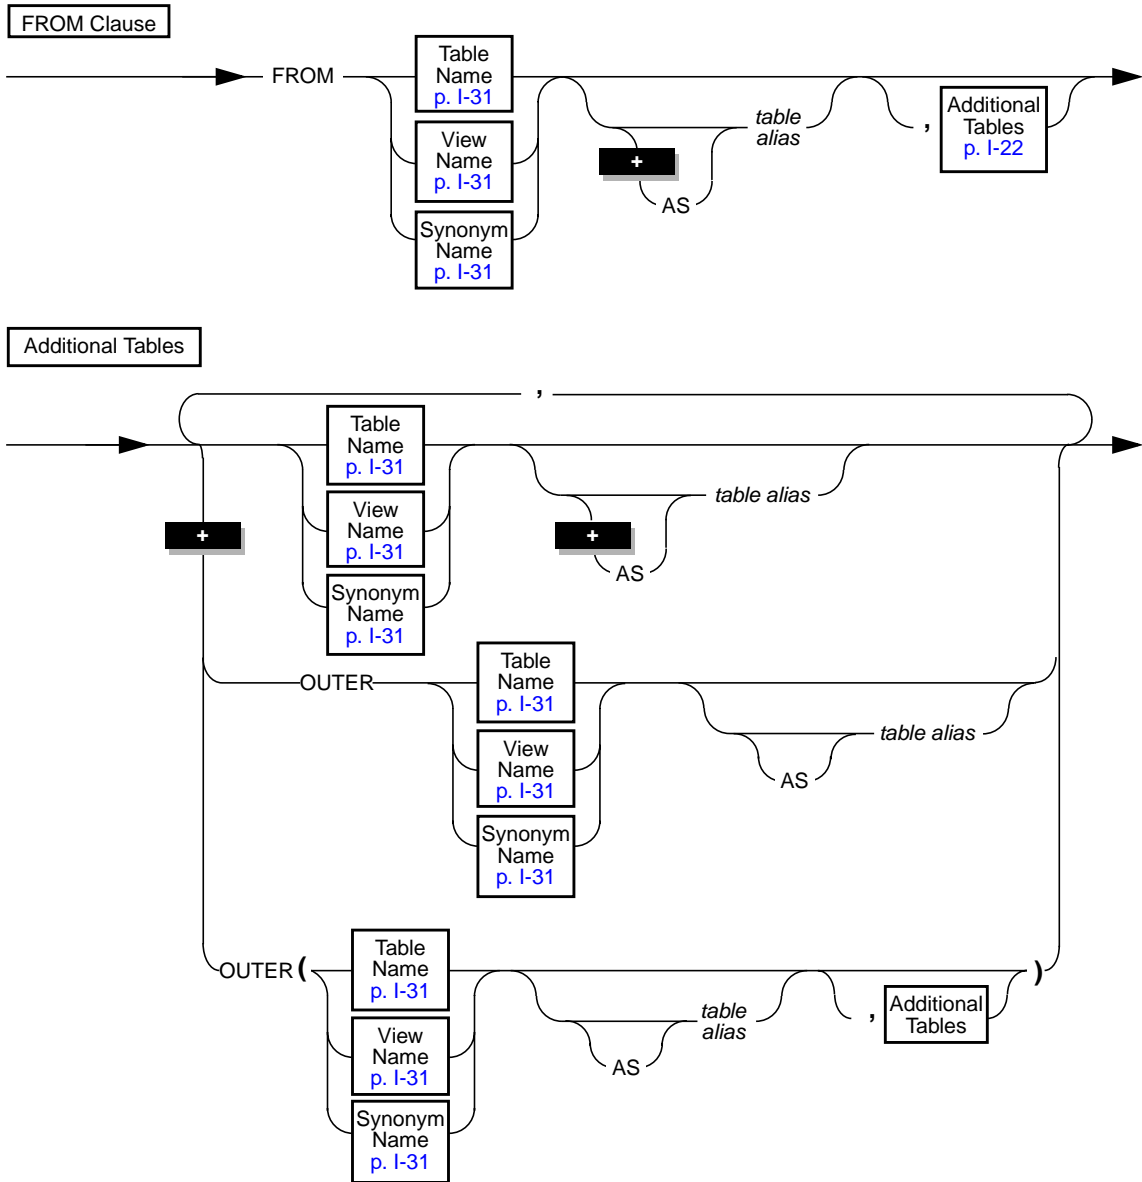 FROM Clause
FROM
Table
Name
p. I-31
View
Name
p. I-31
Synonym
Name
p. I-31
+
AS
table
alias
,
Additional
Tables
p. I-22
Additional Tables
,
Table
Name
p. I-31
View
Name
p. I-31
Synonym
Name
p. I-31
+
+
AS
table alias
OUTER
Table
Name
p. I-31
View
Name
p. I-31
Synonym
Name
p. I-31
AS
table alias
OUTER (
Table
Name
p. I-31
View
Name
p. I-31
Synonym
Name
p. I-31
AS
table
alias
,
Additional
Tables
)